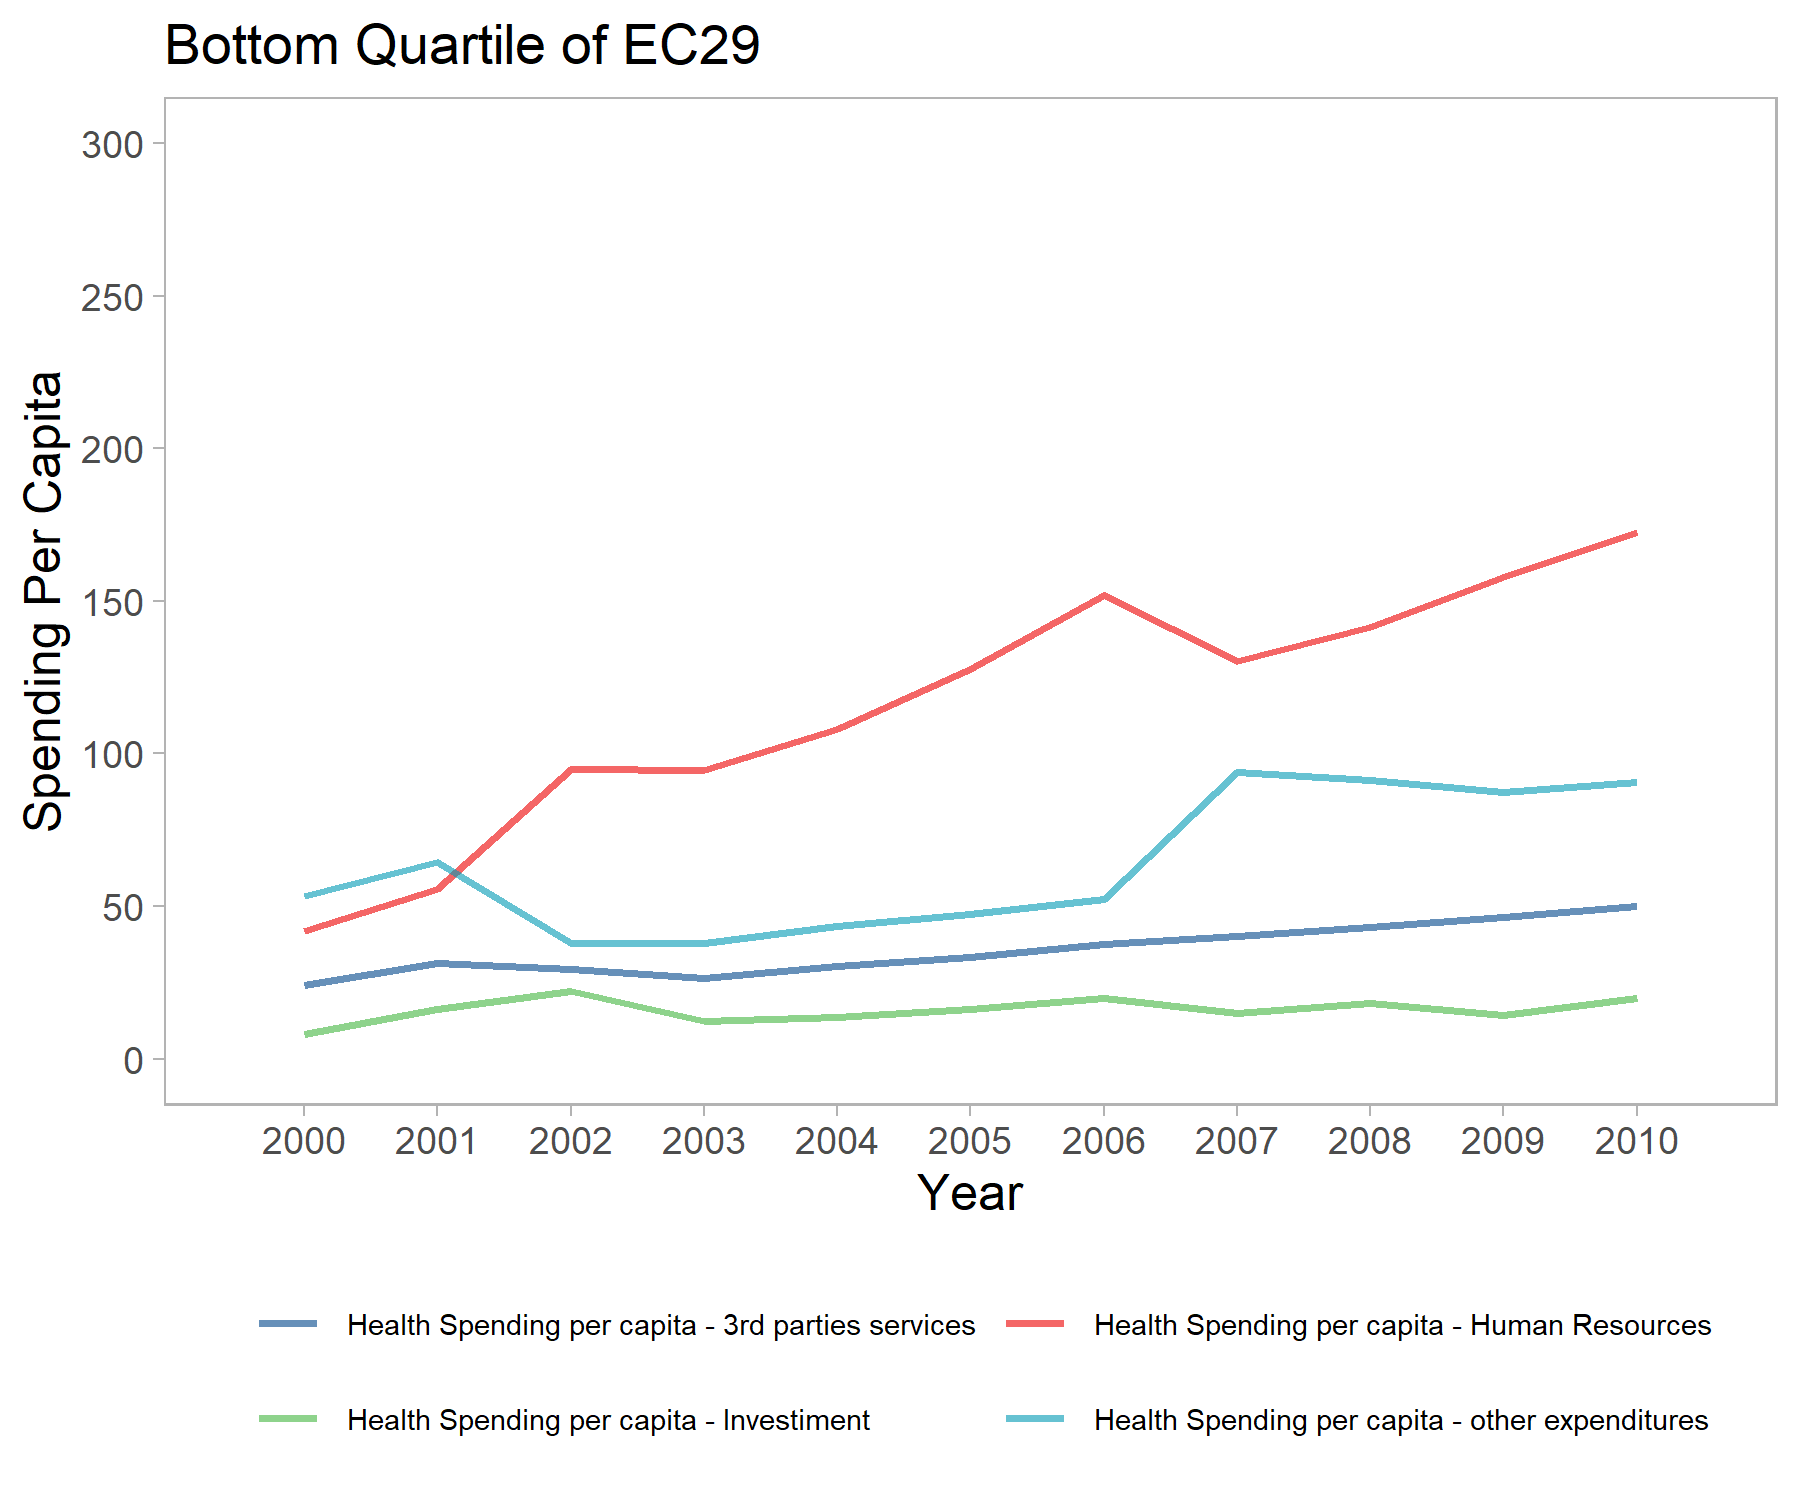 Bottom Quartile of EC29
300
250
200
150
100
50
0
Spending Per Capita
2000 2001 2002 2003 2004 2005 2006 2007 2008 2009 2010
Year
Health Spending per capita - 3rd parties services
Health Spending per capita - Human Resources
Health Spending per capita - Investiment
Health Spending per capita - other expenditures